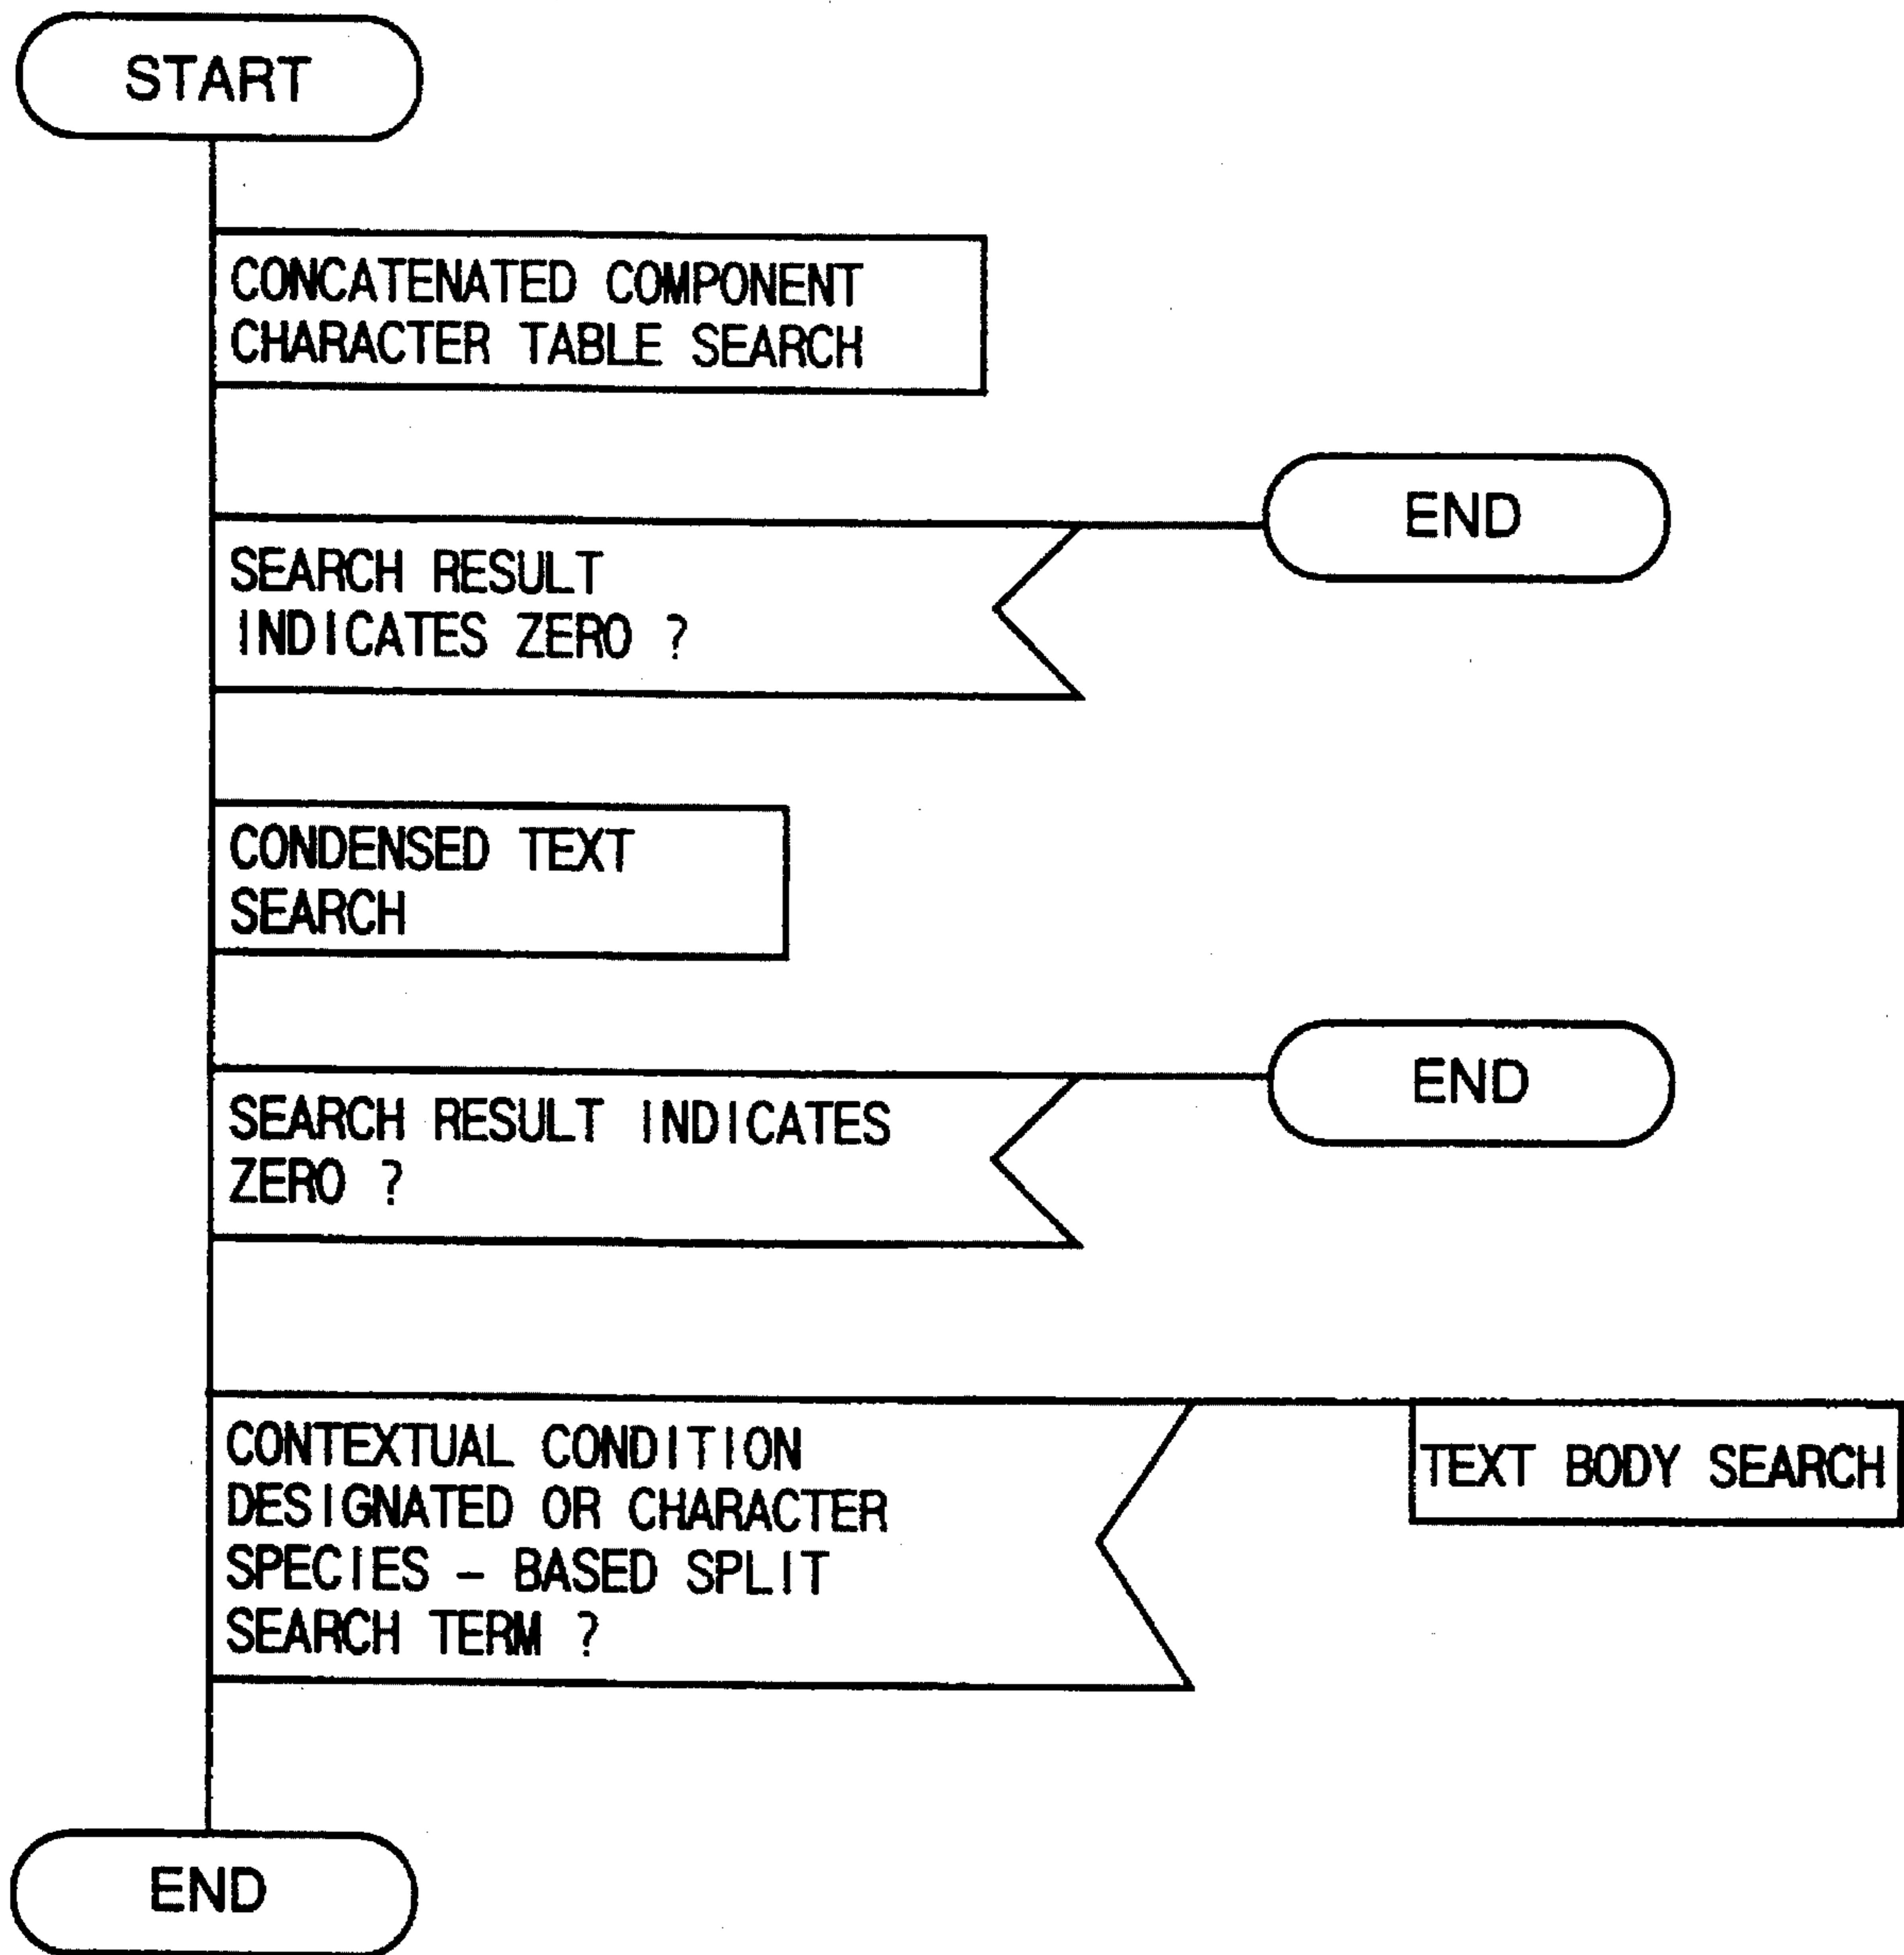 START
CONCATENATED COMPONENT
CHARACTER TABLE SEARCH
END
SEARCH RESULT
INDICATES ZERO ?
CONDENSED TEXT
SEARCH
END
SEARCH RESULT INDICATES
ZERO ?
CONTEXTUAL CONDITION
DESIGNATED OR CHARACTER
SPECIES - BASED SPLIT
SEARCH TERM ?
TEXT BODY SEARCH
END